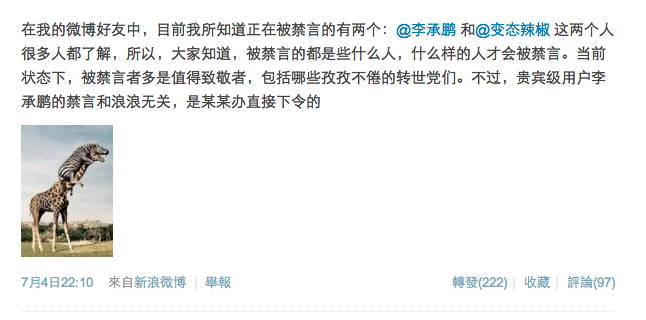 在我的微博好友中，目前我所知道正在被禁言的有两个：@李承鹏 和@变态辣椒 这两个人
很多人都了解，所以，大家知道，被禁言的都是些什么人，什么样的人才会被禁言。当前
状态下，被禁言者多是值得致敬者，包括哪些孜孜不倦的转世党们。不过，贵宾级用户李
承鹏的禁言和浪浪无关，是某某办直接下令的
7月4日22:10 來自新浪微博 | 舉報 轉發(222) | 收藏 | 評論(97)